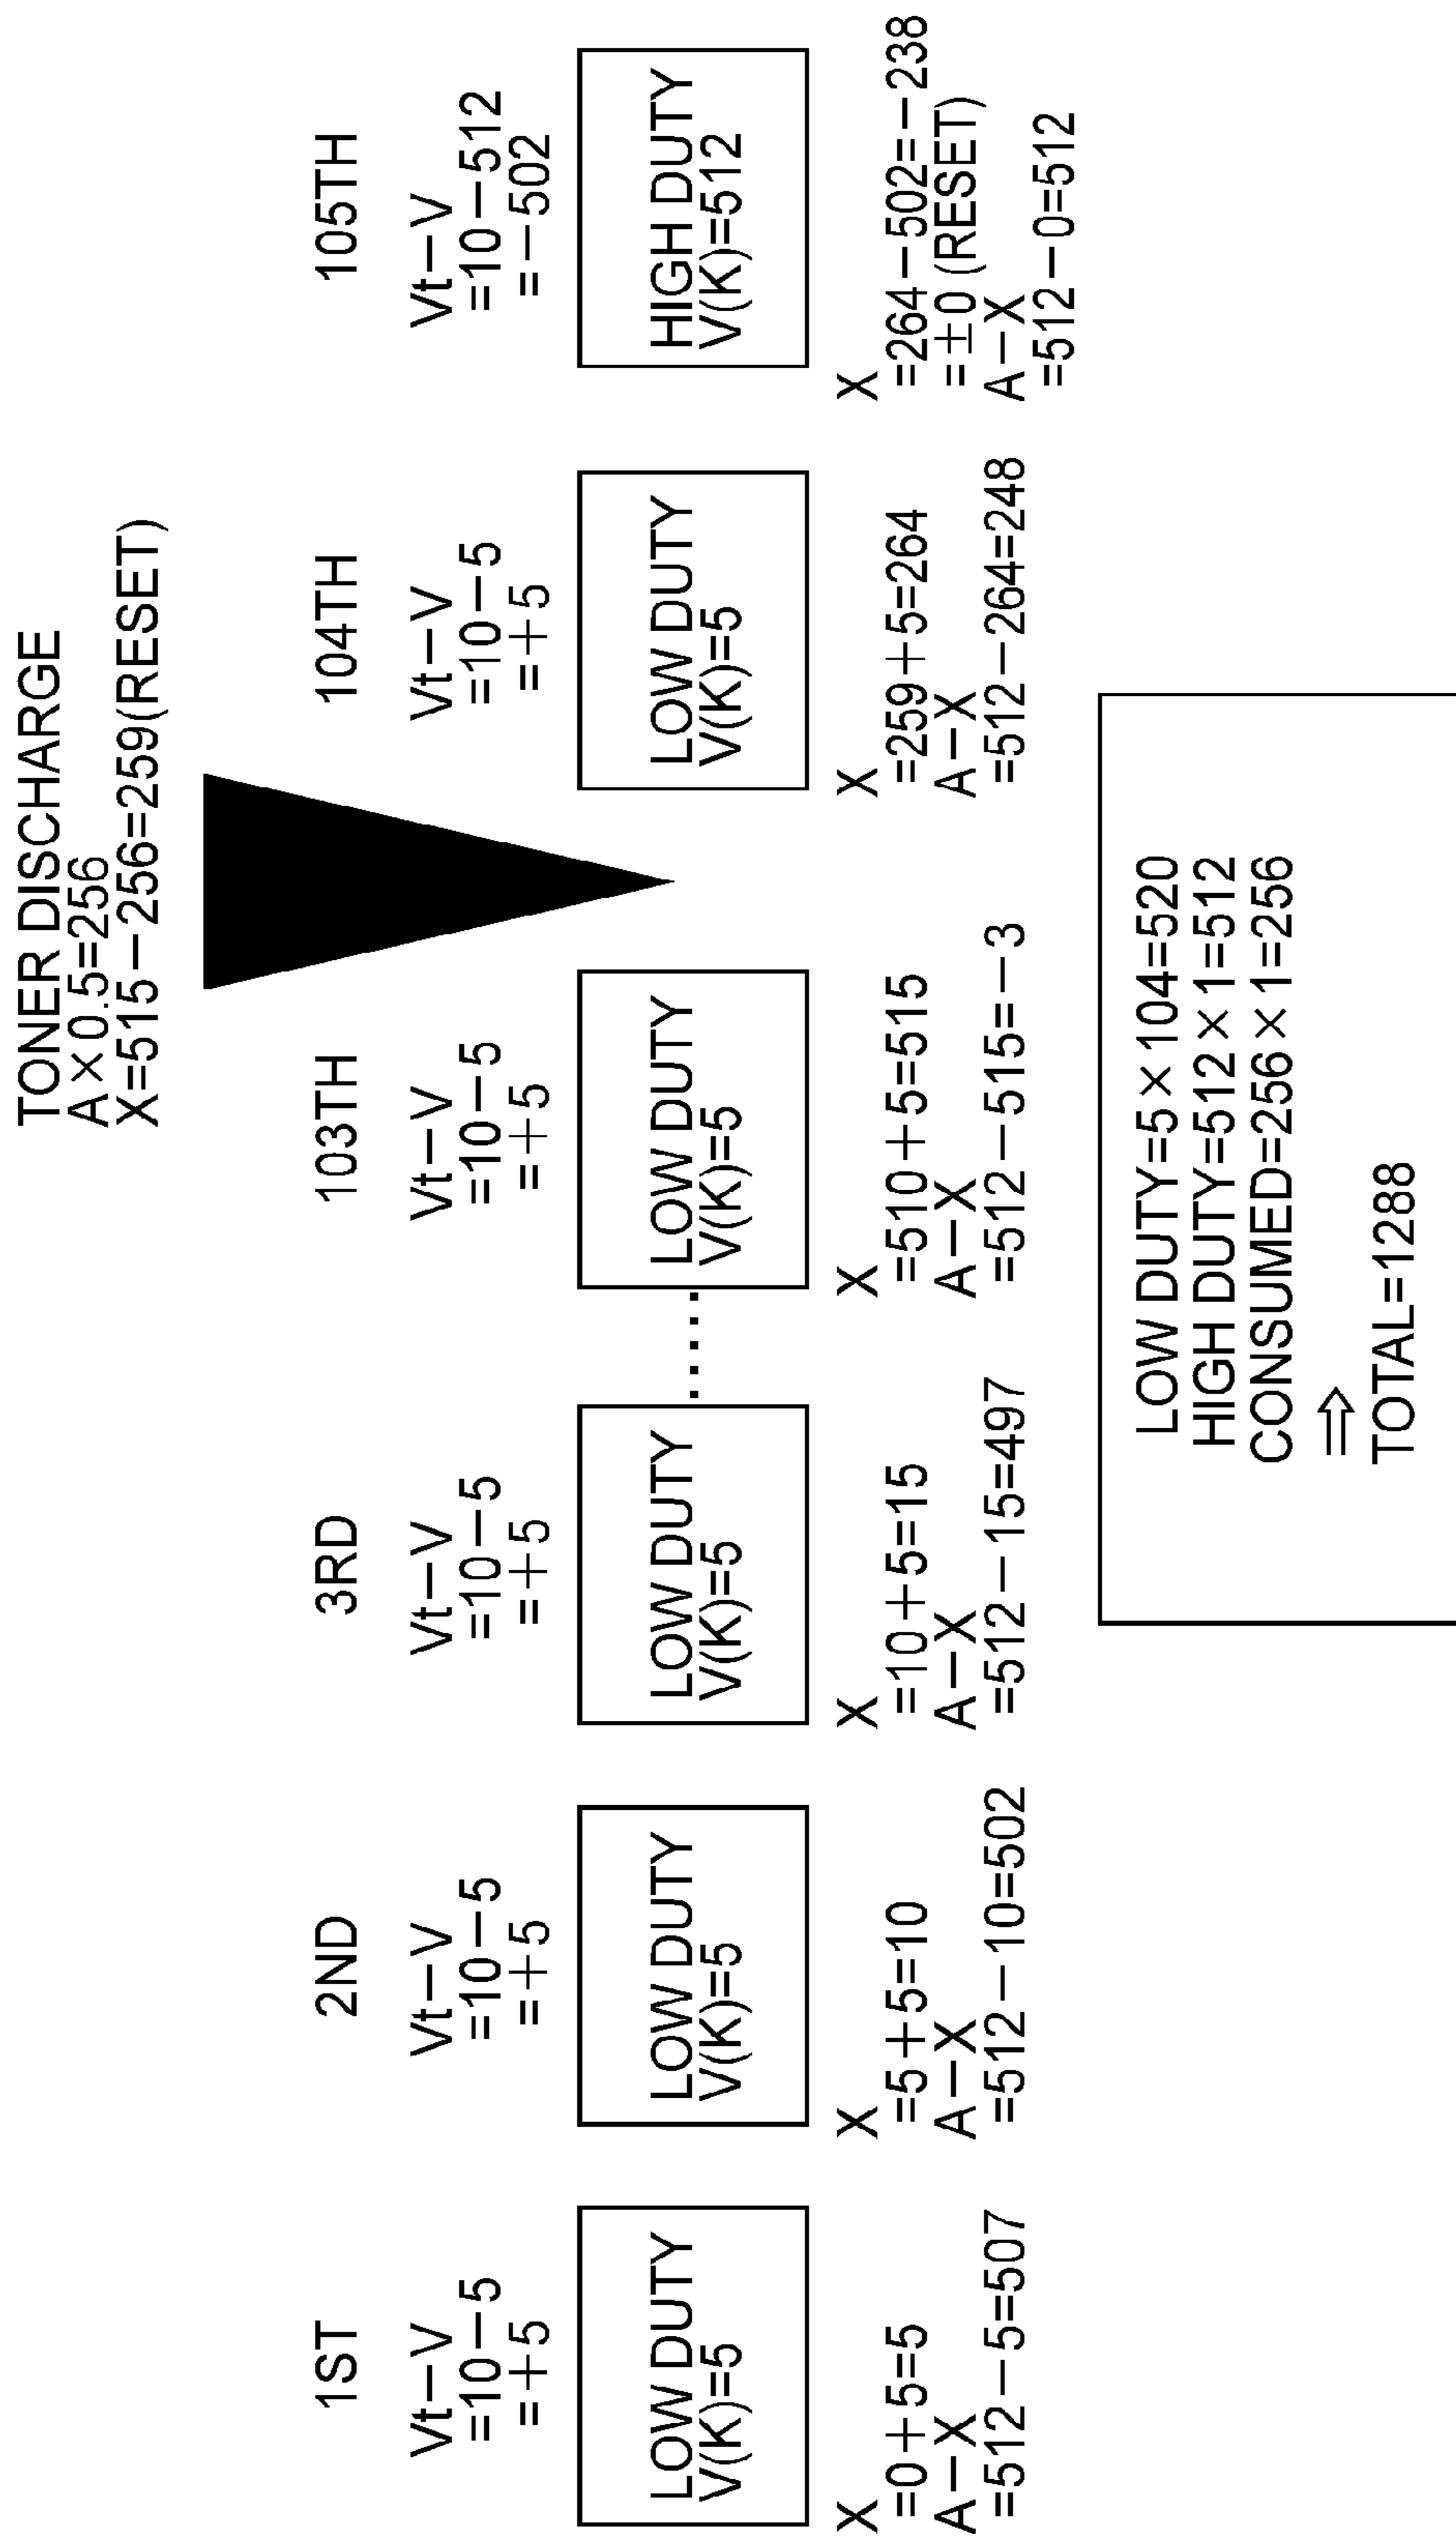 TONER DISCHARGE
A×0.5=256
X=515−256=259(RESET)
1ST
Vt−V
=10−5
=+5
LOW DUTY
V(K)=5
X
=0+5=5
A−X
=512−5=507
2ND
Vt−V
=10−5
=+5
LOW DUTY
V(K)=5
X
=5+5=10
A−X
=512−10=502
3RD
Vt−V
=10−5
=+5
LOW DUTY
V(K)=5
X
=10+5=15
A−X
=512−15=497
.....
103TH
Vt−V
=10−5
=+5
LOW DUTY
V(K)=5
X
=510+5=515
A−X
=512−515=−3
104TH
Vt−V
=10−5
=+5
LOW DUTY
V(K)=5
X
=259+5=264
A−X
=512−264=248
105TH
Vt−V
=10−512
=−502
HIGH DUTY
V(K)=512
X
=264−502=−238
=±0 (RESET)
A−X
=512−0=512
LOW DUTY=5×104=520
HIGH DUTY=512×1=512
CONSUMED=256×1=256
⇒
TOTAL=1288